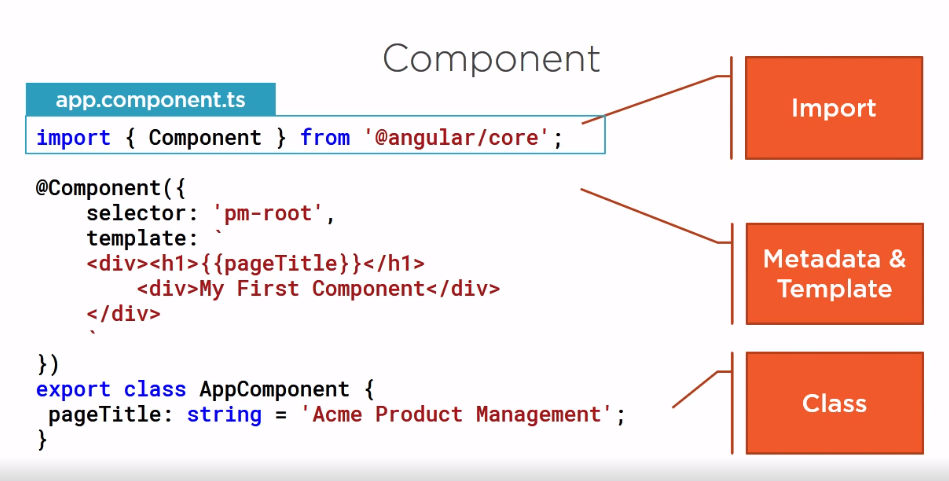 Component
app.component.ts
import { Component } from '@angular/core';
Import
@Component({
    selector: 'pm-root',
    template: `
    <div><h1>{{pageTitle}}</h1>
        <div>My First Component</div>
    </div>
    `
})
Metadata &
Template
export class AppComponent {
 pageTitle: string = 'Acme Product Management';
}
Class